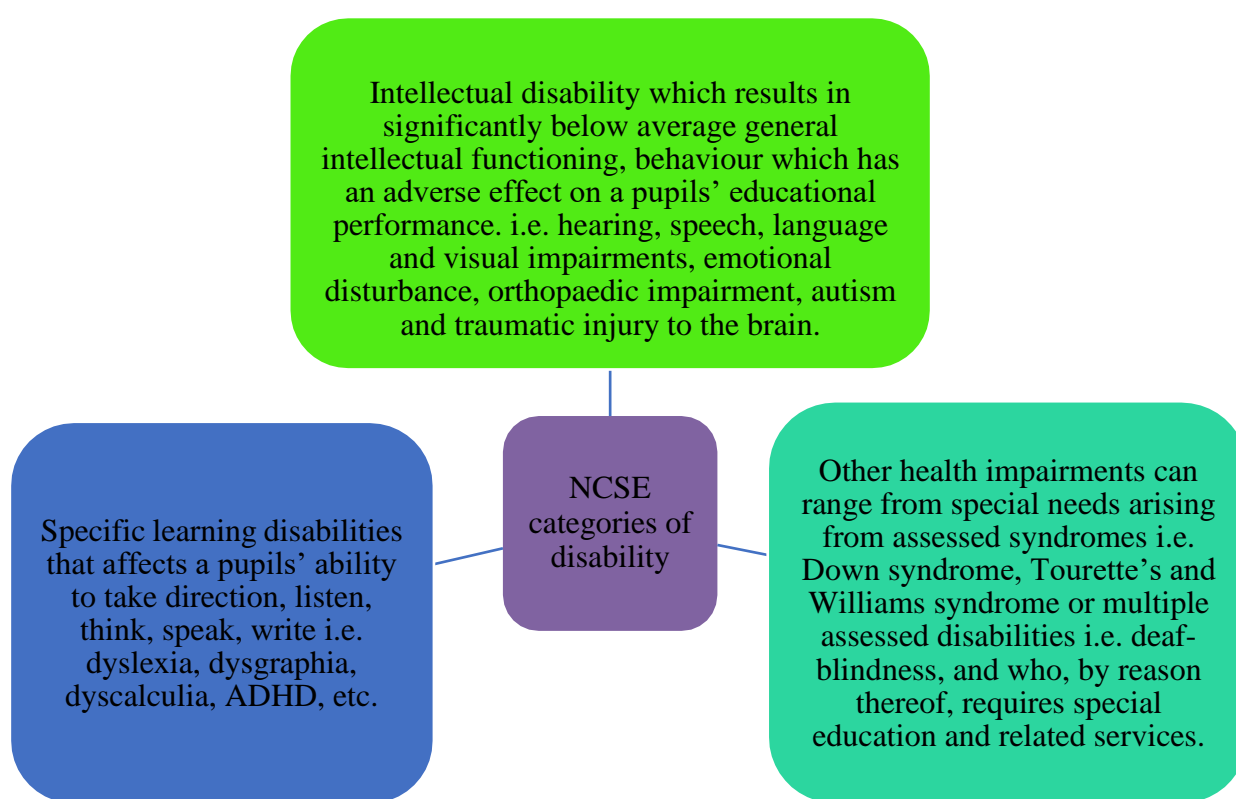 Intellectual disability which results in
significantly below average general
intellectual functioning, behaviour which has
an adverse effect on a pupils’ educational
performance. i.e. hearing, speech, language
and visual impairments, emotional
disturbance, orthopaedic impairment, autism
and traumatic injury to the brain.
NCSE
categories of
disability
Specific learning disabilities
that affects a pupils’ ability
to take direction, listen,
think, speak, write i.e.
dyslexia, dysgraphia,
dyscalculia, ADHD, etc.
Other health impairments can
range from special needs arising
from assessed syndromes i.e.
Down syndrome, Tourette’s and
Williams syndrome or multiple
assessed disabilities i.e. deaf-
blindness, and who, by reason
thereof, requires special
education and related services.